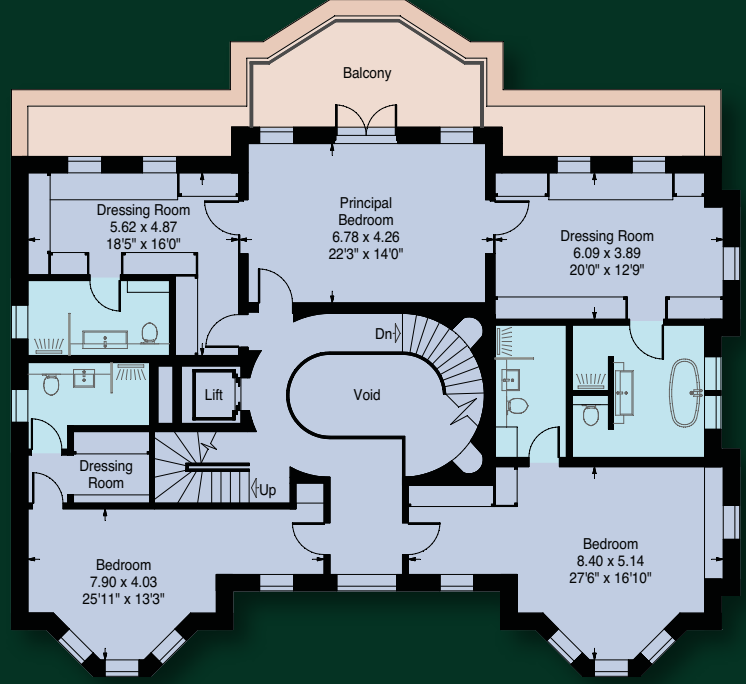 Balcony
Dressing Room
5.62 x 4.87
18'5" x 16'0"
Principal
Bedroom
6.78 x 4.26
22'3" x 14'0"
Dressing Room
6.09 x 3.89
20'0" x 12'9"
Dn
Lift
Void
Dressing
Room
Up
Bedroom
7.90 x 4.03
25'11" x 13'3"
Bedroom
8.40 x 5.14
27'6" x 16'10"